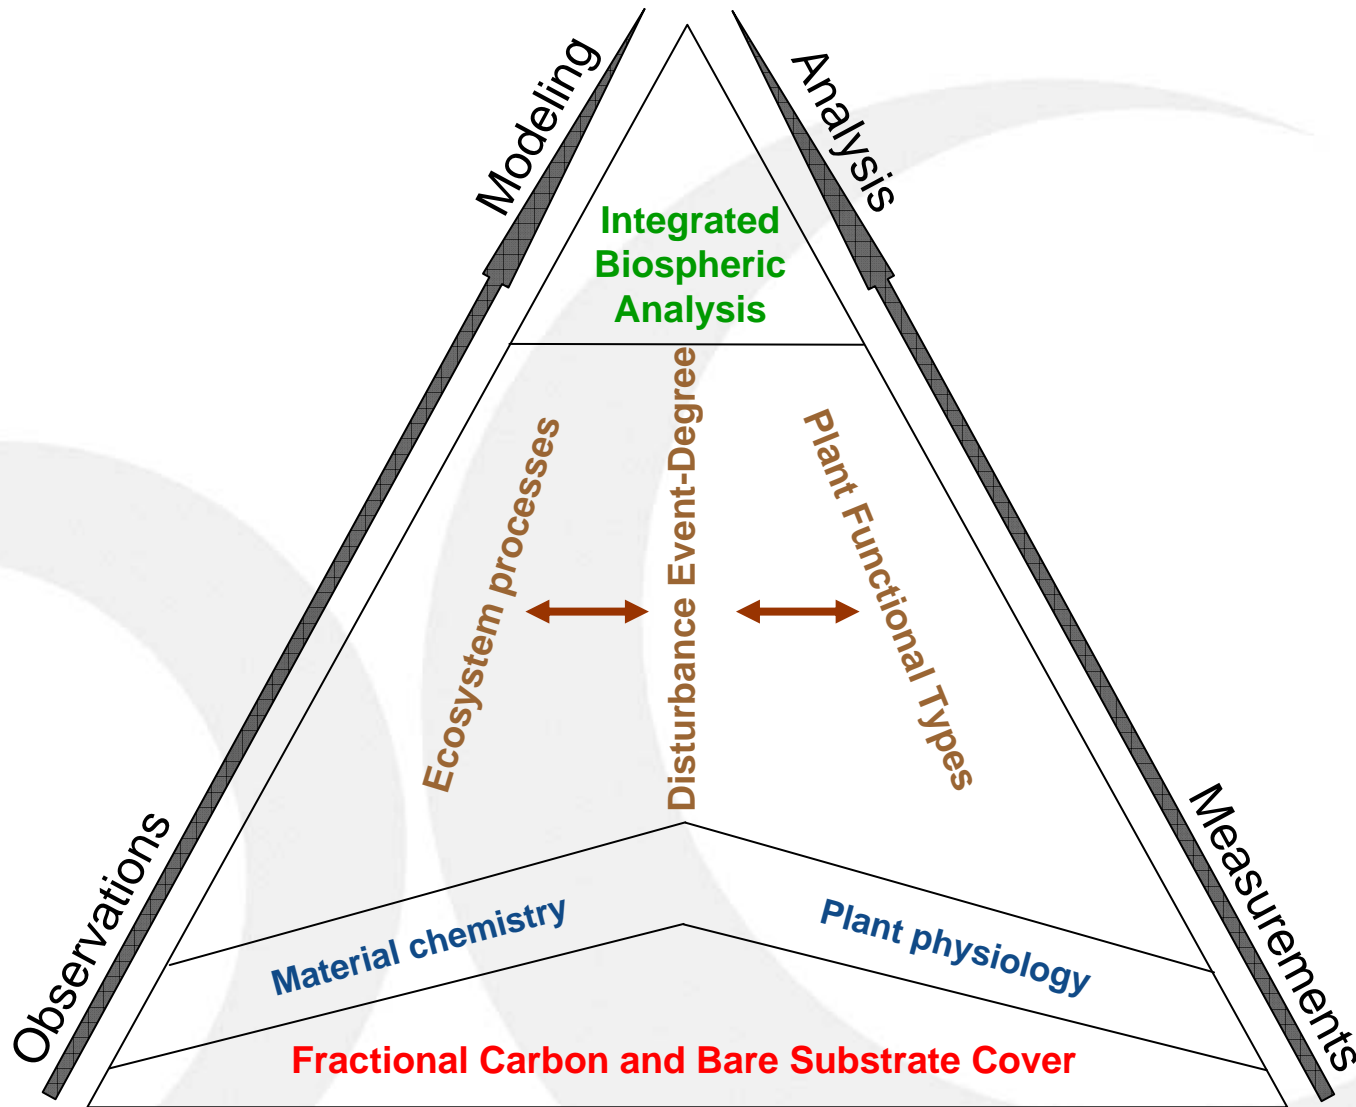 Modeling
Analysis
Integrated
Biospheric
Analysis
Ecosystem processes
Disturbance Event-Degree
Plant Functional Types
Observations
Measurements
Material chemistry
Plant physiology
Fractional Carbon and Bare Substrate Cover